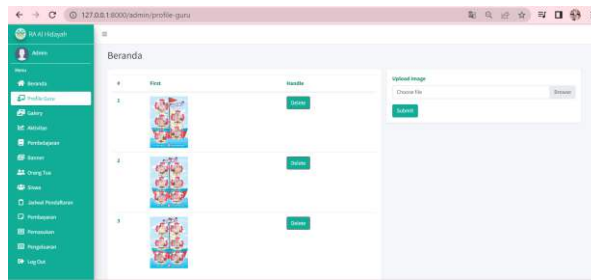 127.0.0.1:8000/admin/profile-guru
RA Al Hidayah
Admin
Menu
Beranda
Profile Guru
Galery
Aktivitas
Pembelajaran
Banner
Orang Tua
Siswa
Jadwal Pendaftaran
Pembayaran
Pemasukan
Pengeluaran
Log Out
Beranda
# First Handle
1 Delete
2 Delete
3 Delete
Upload Image
Choose file Browse
Submit